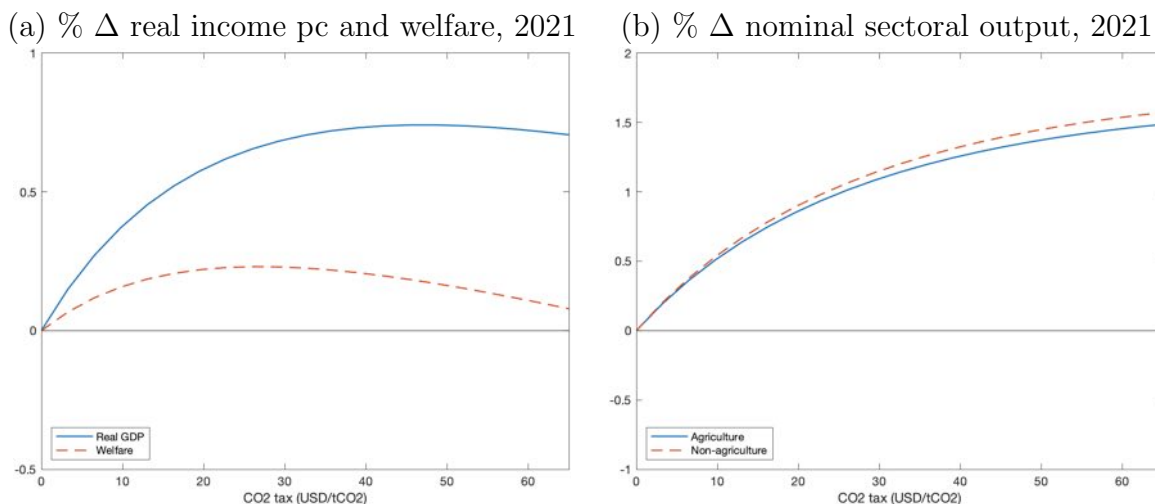 (a) % Δ real income pc and welfare, 2021
1
0.5
0
-0.5
0 10 20 30 40 50 60
CO2 tax (USD/tCO2)
Real GDP
Welfare
(b) % Δ nominal sectoral output, 2021
2
1.5
1
0.5
0
-0.5
-1
0 10 20 30 40 50 60
CO2 tax (USD/tCO2)
Agriculture
Non-agriculture